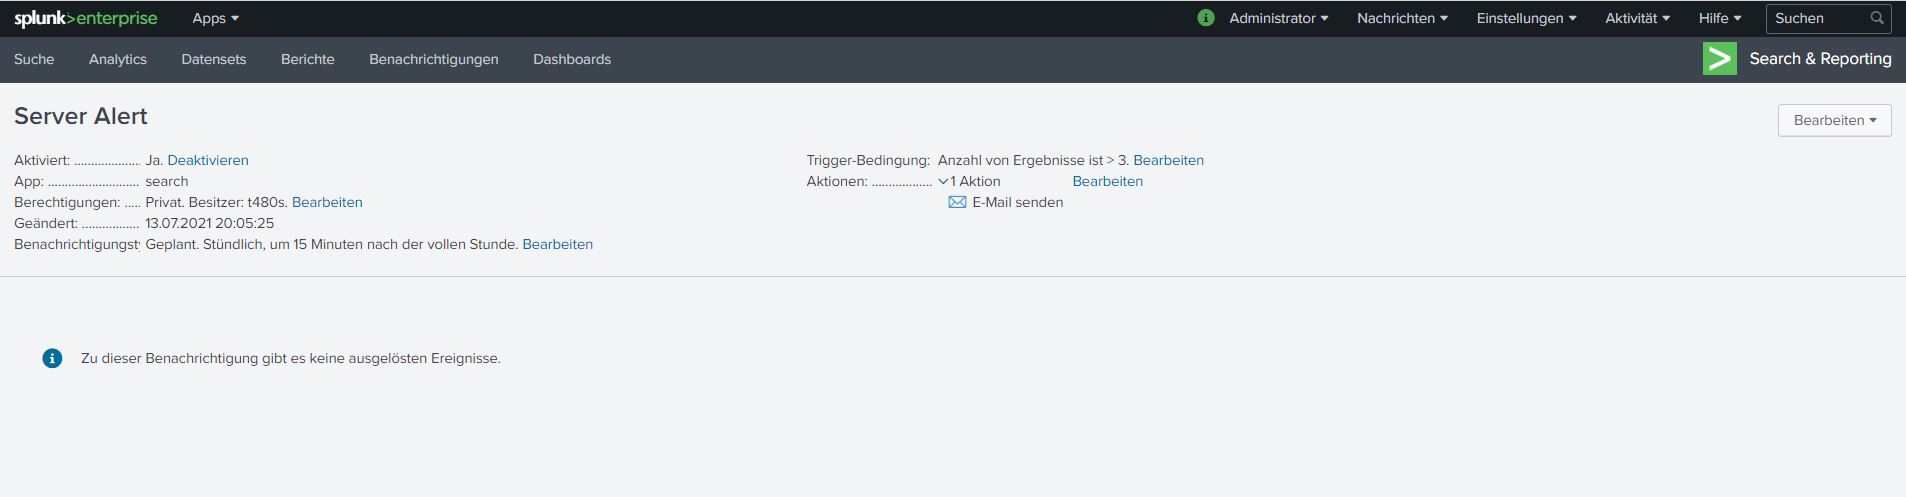 splunk>enterprise Apps Administrator Nachrichten Einstellungen Aktivität Hilfe Suchen
Suche Analytics Datensets Berichte Benachrichtigungen Dashboards Search & Reporting
Server Alert
Bearbeiten
Aktiviert: .................... Ja. Deaktivieren
App: ........................... search
Berechtigungen: ..... Privat. Besitzer: t480s. Bearbeiten
Geändert: ................. 13.07.2021 20:05:25
Benachrichtigungst Geplant. Stündlich, um 15 Minuten nach der vollen Stunde. Bearbeiten
Trigger-Bedingung: Anzahl von Ergebnisse ist > 3. Bearbeiten
Aktionen: .................. 1 Aktion Bearbeiten
E-Mail senden
Zu dieser Benachrichtigung gibt es keine ausgelösten Ereignisse.